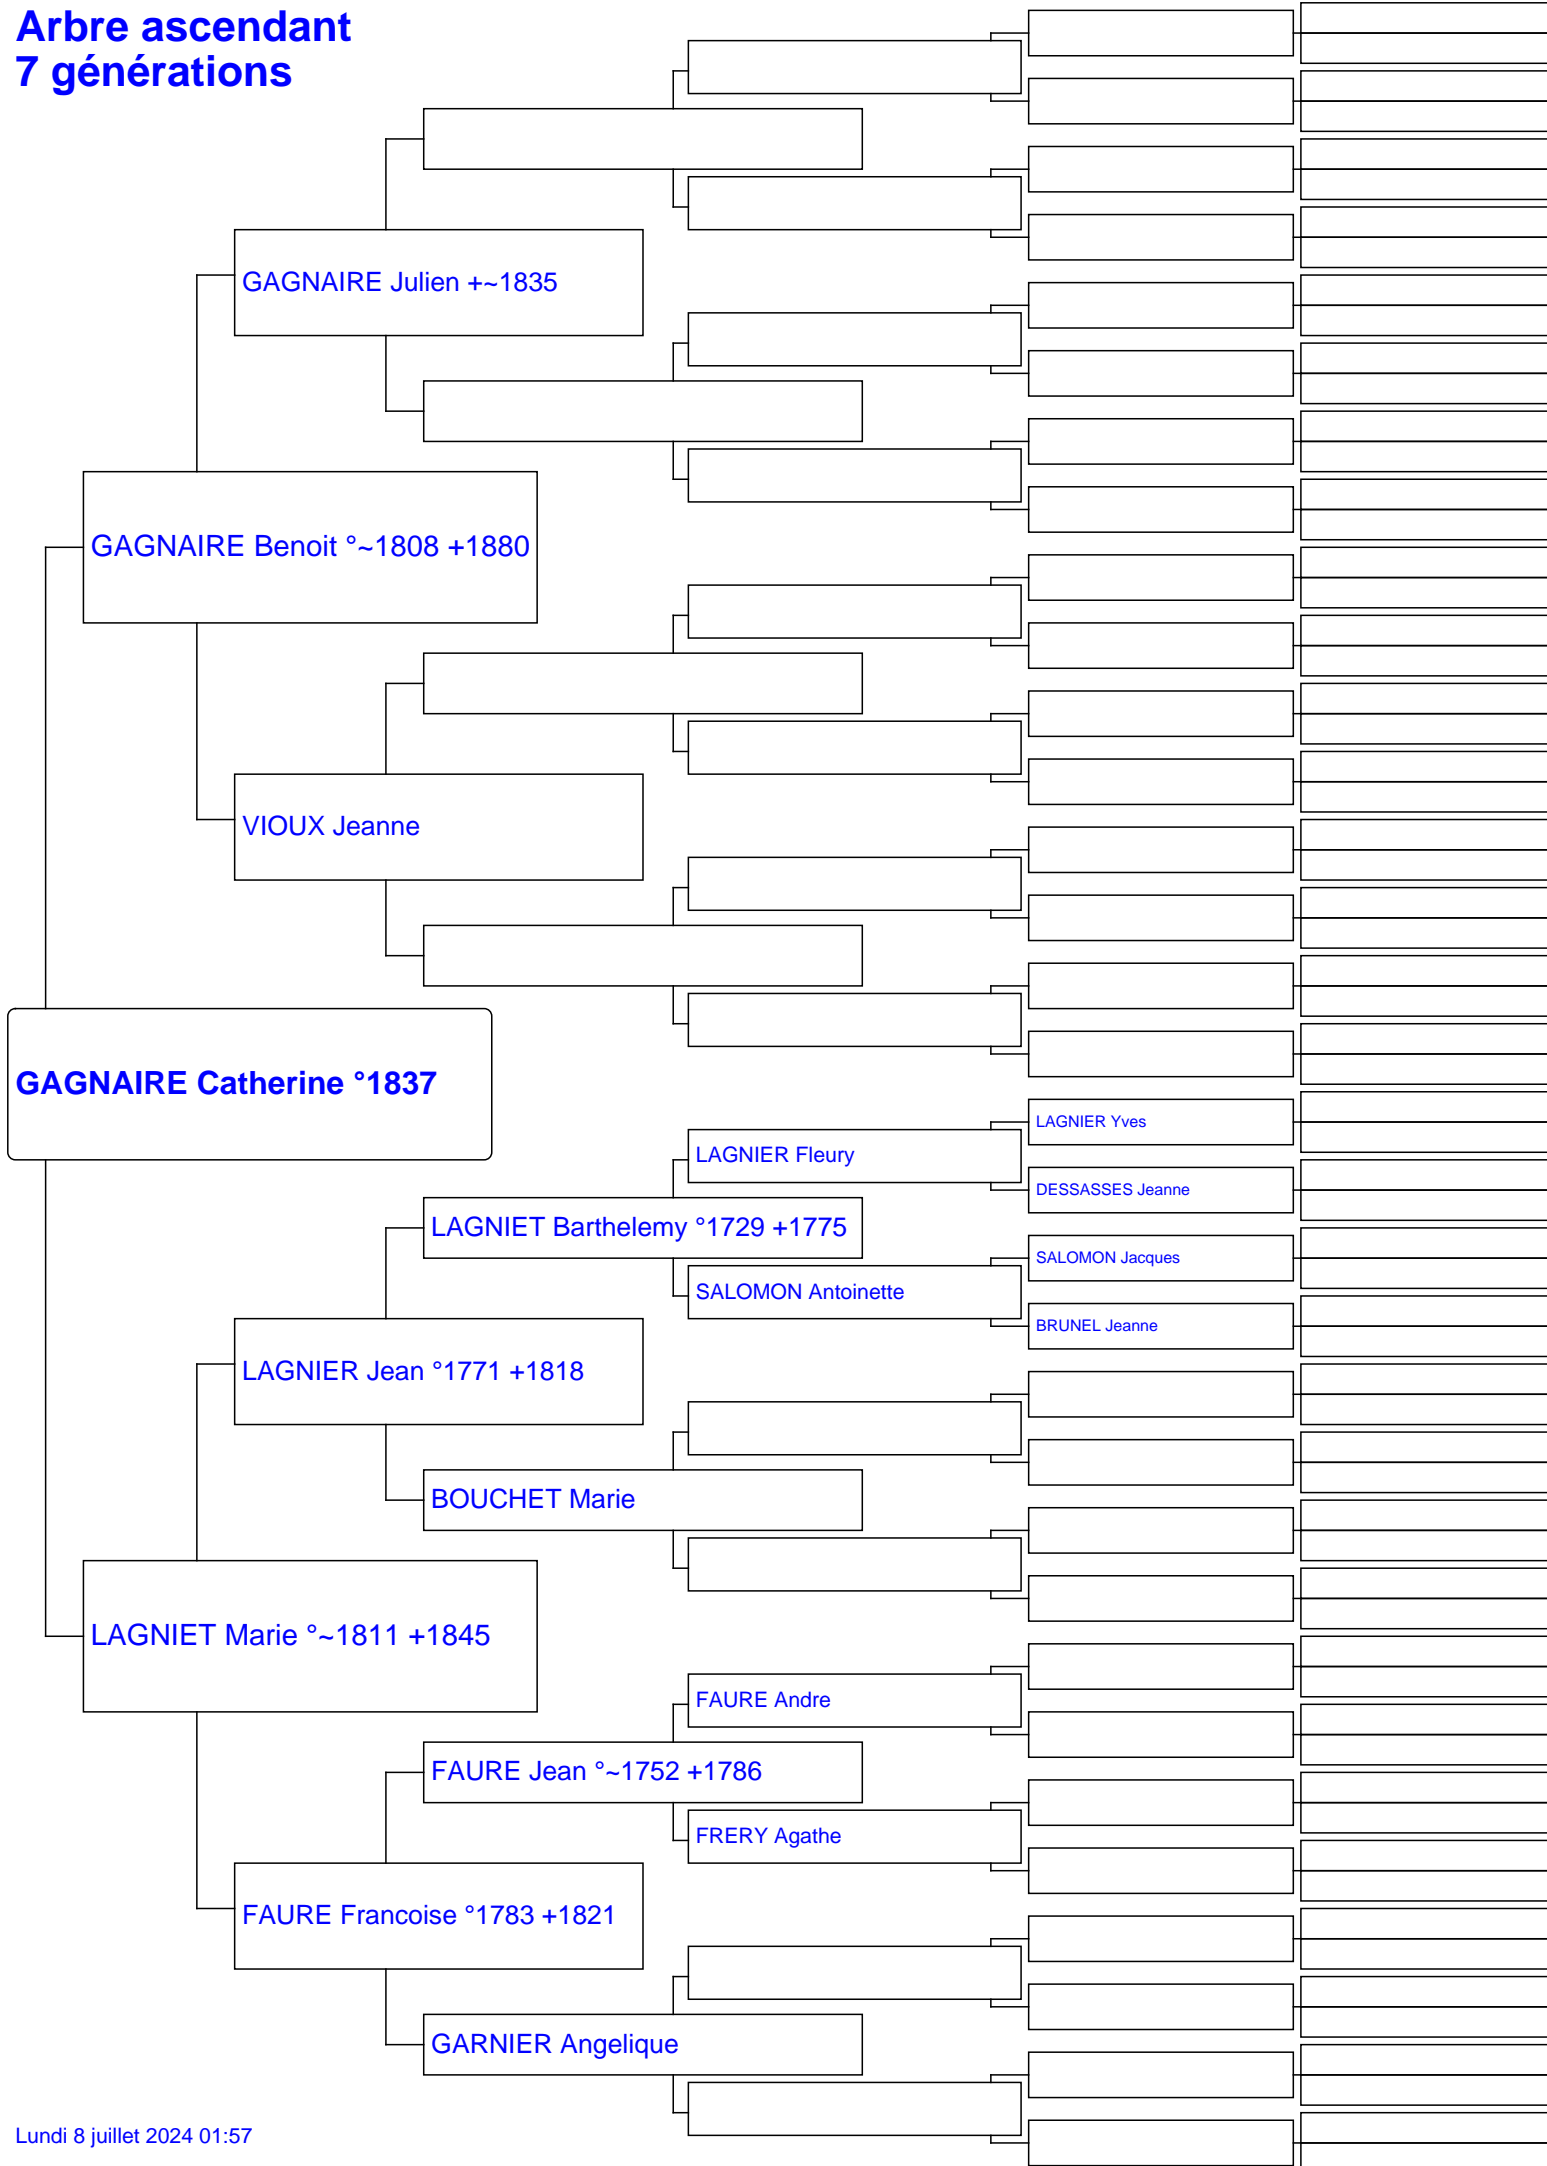 Arbre ascendant
7 générations
GAGNAIRE Julien +~1835
GAGNAIRE Benoit °~1808 +1880
VIOUX Jeanne
GAGNAIRE Catherine °1837
LAGNIER Yves
LAGNIER Fleury
DESSASSES Jeanne
LAGNIET Barthelemy °1729 +1775
SALOMON Jacques
SALOMON Antoinette
BRUNEL Jeanne
LAGNIER Jean °1771 +1818
BOUCHET Marie
LAGNIET Marie °~1811 +1845
FAURE Andre
FAURE Jean °~1752 +1786
FRERY Agathe
FAURE Francoise °1783 +1821
GARNIER Angelique
Lundi 8 juillet 2024 01:57